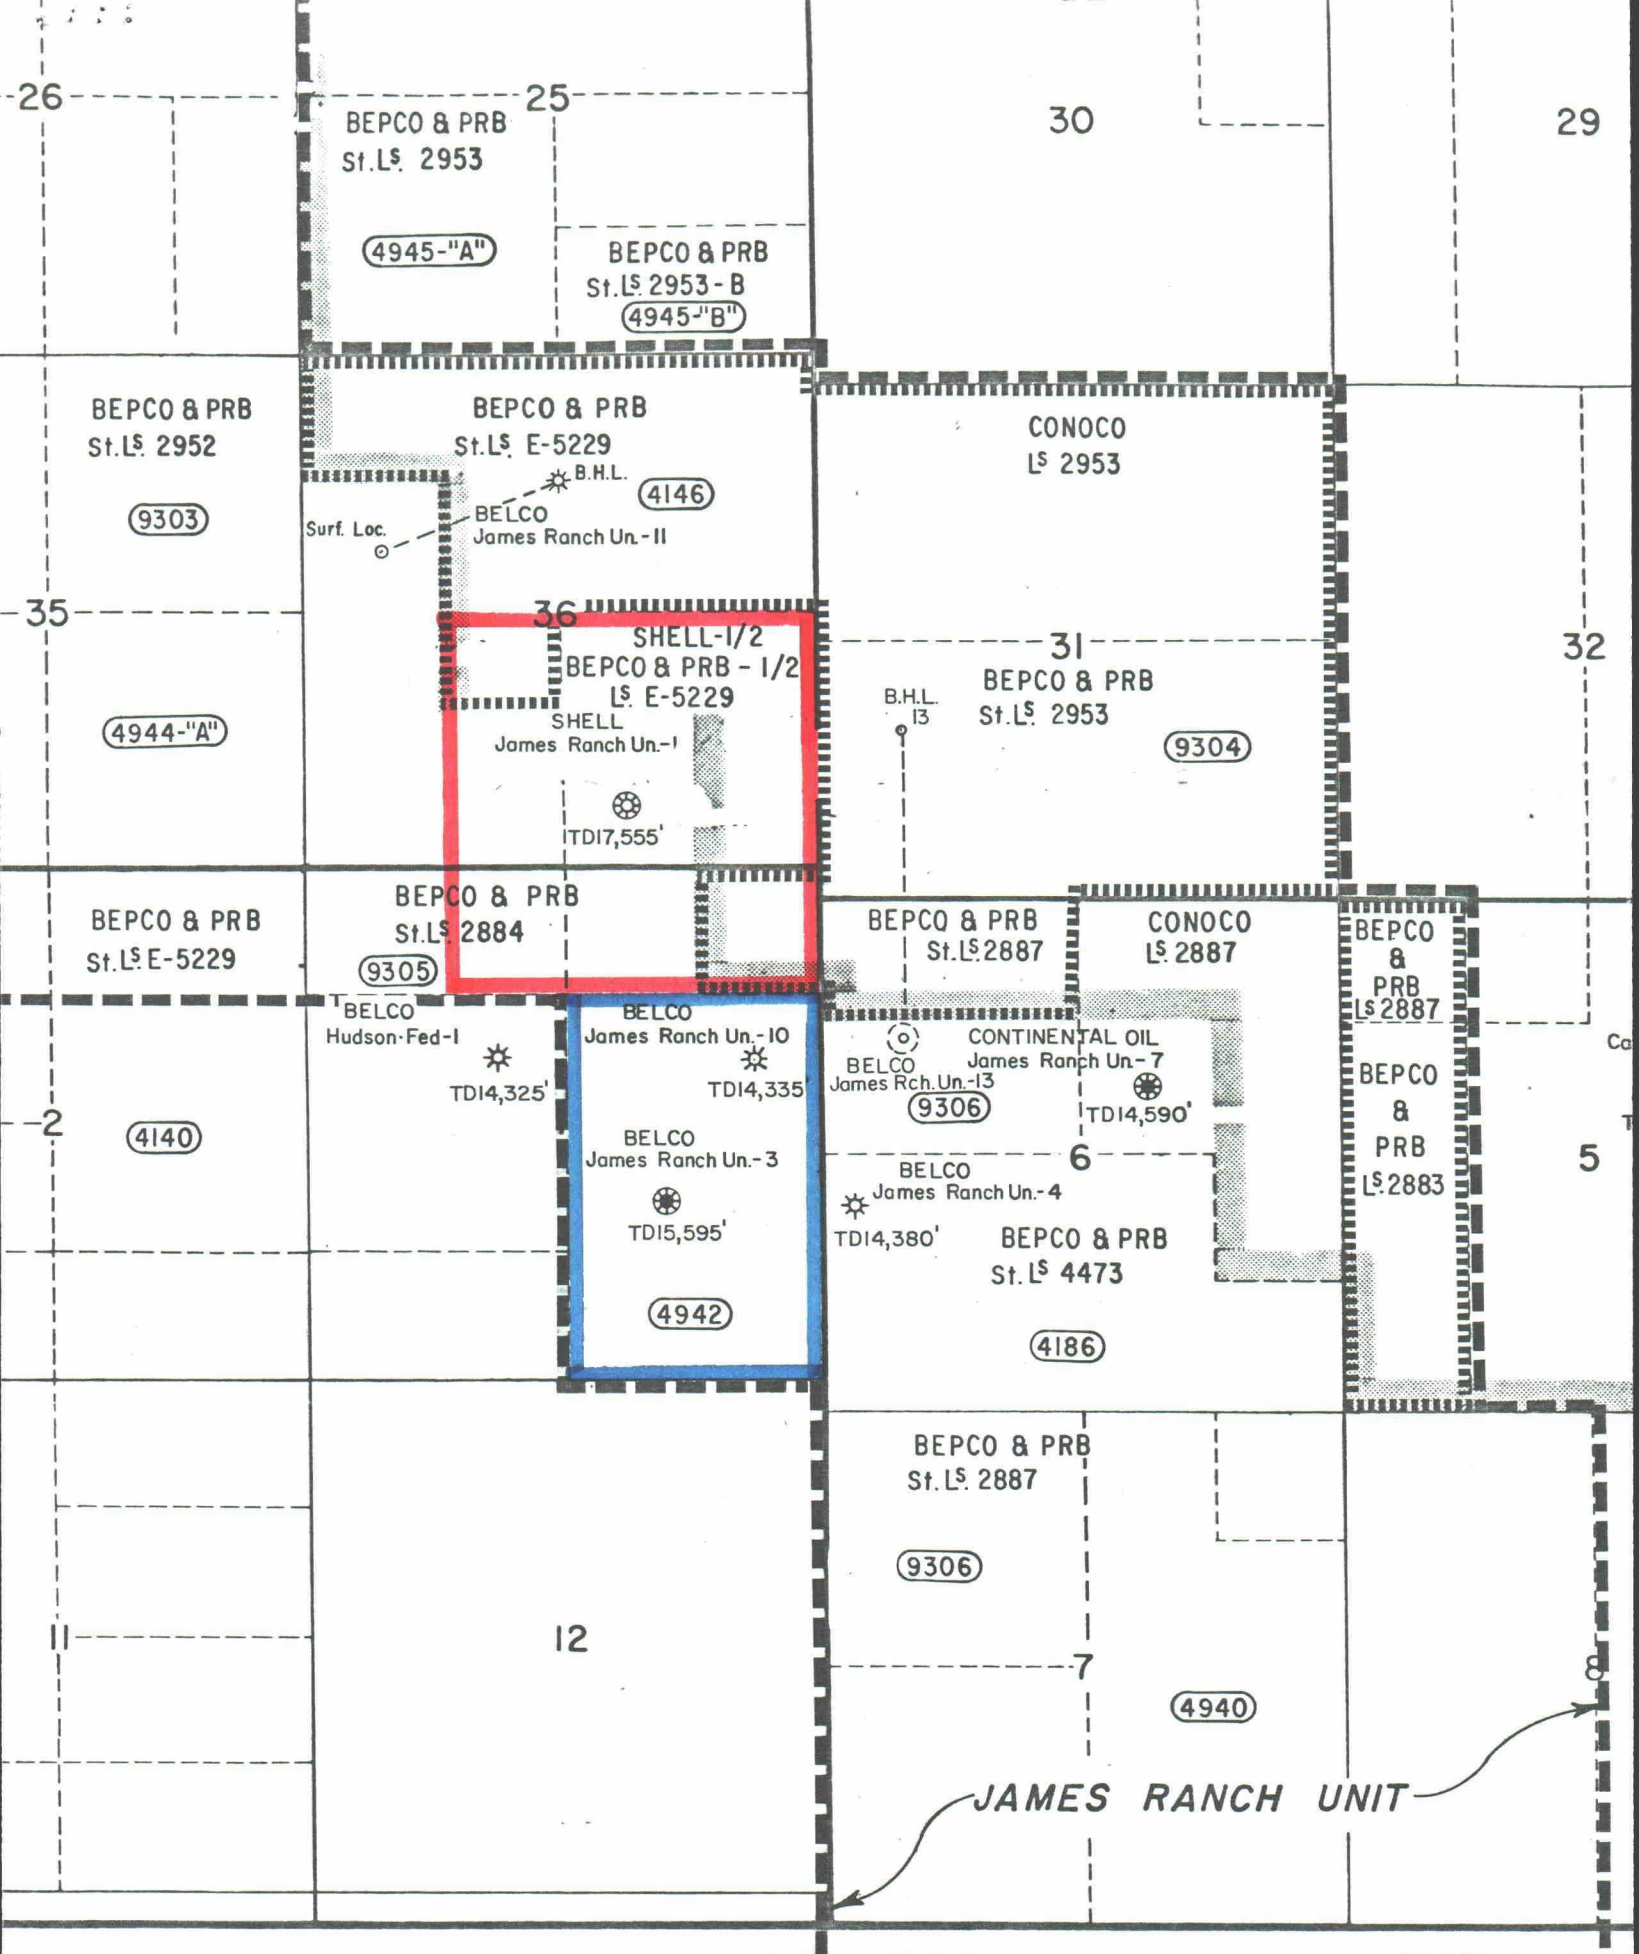 26
25
30
29
BEPCO & PRB
St. Ls. 2953
4945-"A"
BEPCO & PRB
St. Ls. 2953-B
4945-"B"
BEPCO & PRB
St. Ls. 2952
9303
BEPCO & PRB
St. Ls. E-5229
B.H.L.
4146
BELCO
James Ranch Un.-11
Surf. Loc.
CONOCO
Ls 2953
35
36
31
32
SHELL-1/2
BEPCO & PRB - 1/2
Ls. E-5229
SHELL
James Ranch Un.-1
TD17,555'
4944-"A"
BEPCO & PRB
St. Ls. 2953
B.H.L.
13
9304
BEPCO & PRB
St. Ls. E-5229
BEPCO & PRB
St. Ls. 2884
9305
BEPCO & PRB
St. Ls. 2887
CONOCO
Ls. 2887
BEPCO
&
PRB
Ls 2887
BELCO
Hudson-Fed-1
TD14,325'
BELCO
James Ranch Un.-10
TD14,335'
CONTINENTAL OIL
James Ranch Un.-7
TD14,590'
BELCO
James Rch. Un.-13
9306
BEPCO
&
PRB
Ls. 2883
2
4140
BELCO
James Ranch Un.-3
TD15,595'
4942
6
5
BELCO
James Ranch Un.-4
TD14,380'
BEPCO & PRB
St. Ls 4473
4186
BEPCO & PRB
St. Ls. 2887
9306
11
12
7
8
4940
JAMES RANCH UNIT